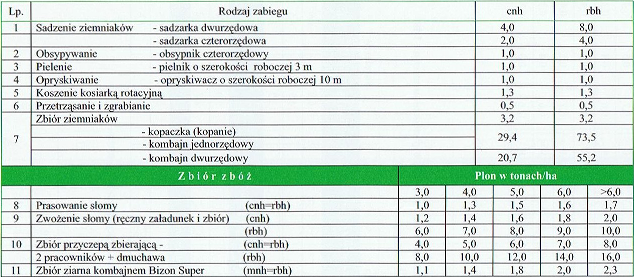 Lp. Rodzaj zabiegu cnh rbh
1 Sadzenie ziemniaków - sadzarka dwurzędowa 4,0 8,0
- sadzarka czterorzędowa 2,0 4,0
2 Obsypywanie - obsypnik czterorzędowy 1,0 1,0
3 Pielenie - pielnik o szerokości roboczej 3 m 1,0 1,0
4 Opryskiwanie - opryskiwacz o szerokości roboczej 10 m 1,0 1,0
5 Koszenie kosiarką rotacyjną 1,3 1,3
6 Przetrząsanie i zgrabianie 0,5 0,5
7 Zbiór ziemniaków 3,2 3,2
- kopaczka (kopanie)
- kombajn jednorzędowy 29,4 73,5
- kombajn dwurzędowy 20,7 55,2
Zbiór zbóż Plon w tonach/ha
3,0 4,0 5,0 6,0 >6,0
8 Prasowanie słomy (cnh=rbh) 1,0 1,3 1,5 1,6 1,7
9 Zwożenie słomy (ręczny załadunek i zbiór) (cnh) 1,2 1,4 1,6 1,8 2,0
(rbh) 6,0 7,0 8,0 9,0 10,0
10 Zbiór przyczepą zbierającą - (cnh=rbh) 4,0 5,0 6,0 7,0 8,0
2 pracowników + dmuchawa (rbh) 8,0 10,0 12,0 14,0 16,0
11 Zbiór ziarna kombajnem Bizon Super (mnh=rbh) 1,1 1,4 1,8 2,0 2,3